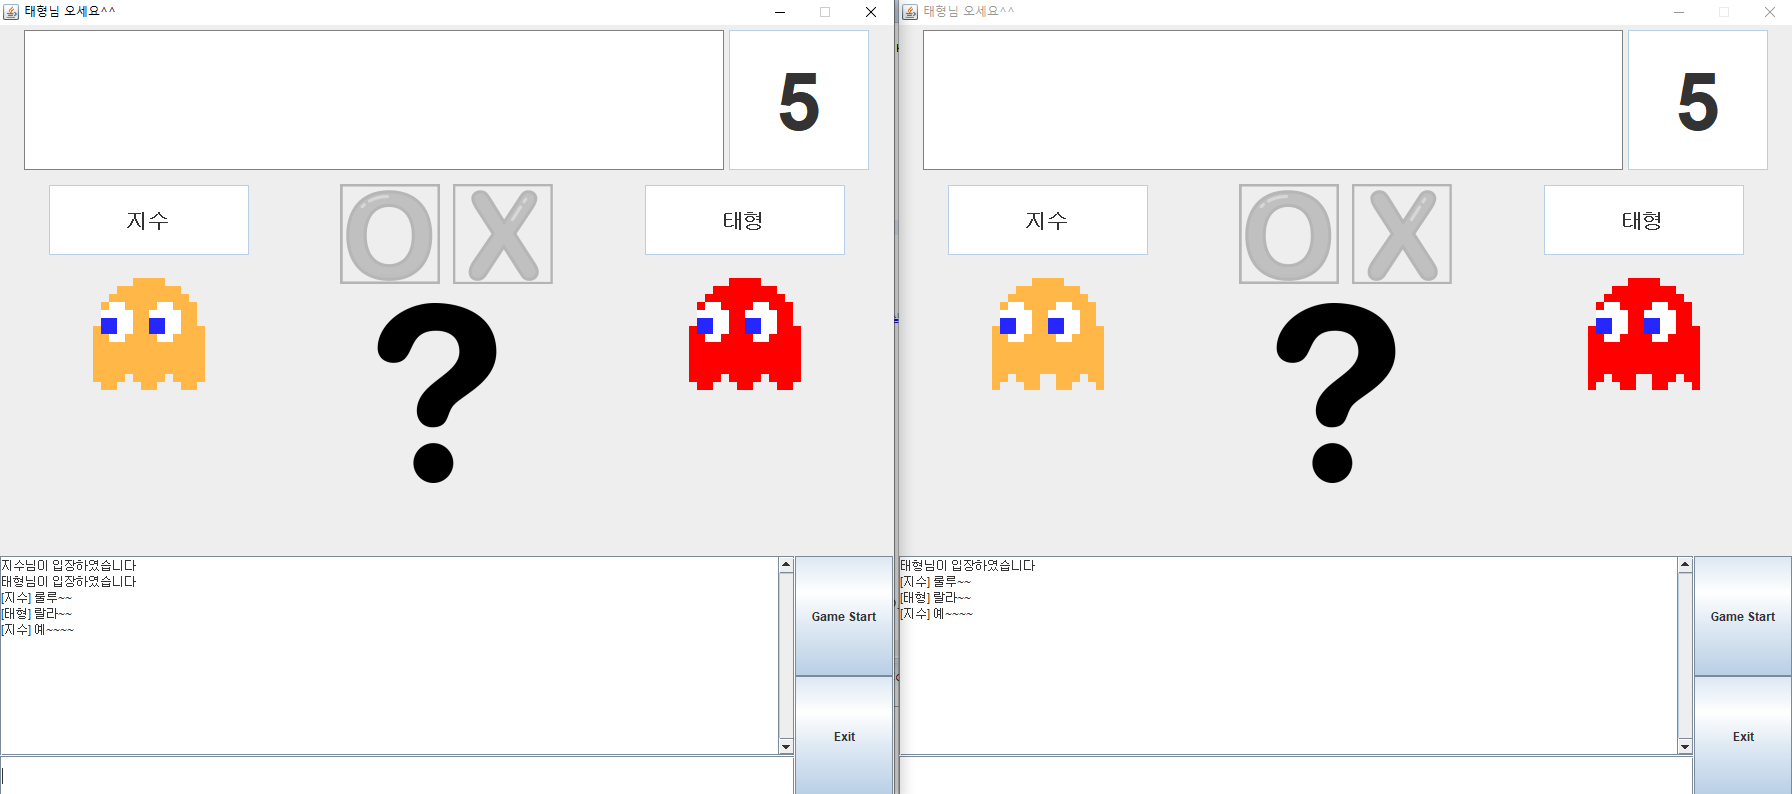 태형님 오세요^^
5
지수
O X
태형
?
지수님이 입장하였습니다
태형님이 입장하였습니다
[지수] 룰루~~
[태형] 랄라~~
[지수] 예~~~~
Game Start
Exit
태형님 오세요^^
5
지수
O X
태형
?
태형님이 입장하였습니다
[지수] 룰루~~
[태형] 랄라~~
[지수] 예~~~~
Game Start
Exit